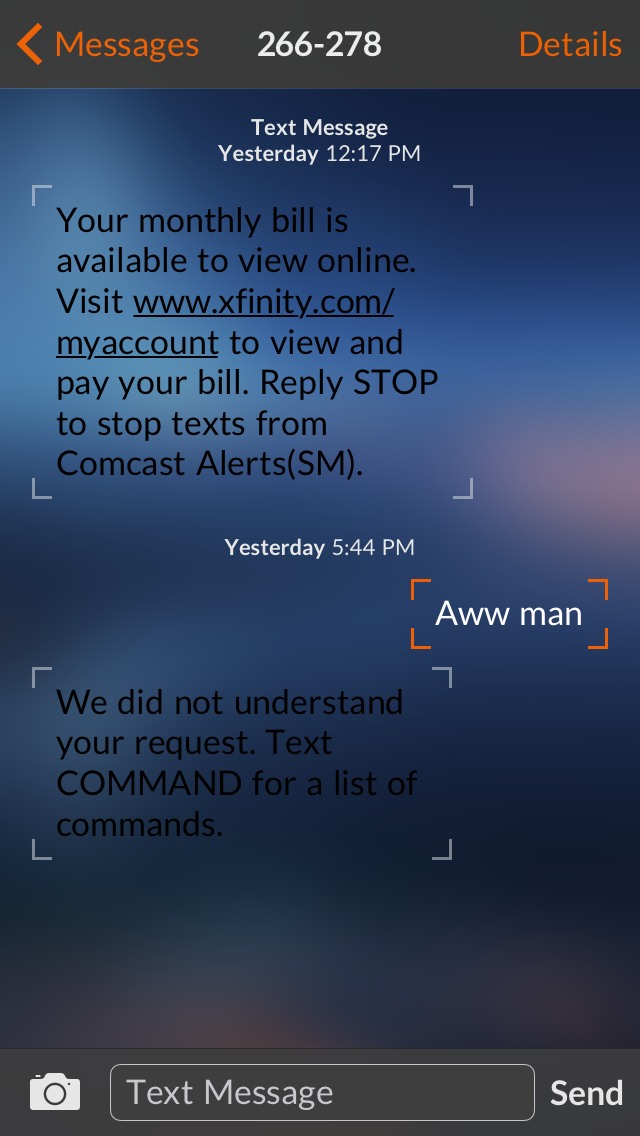 Messages 266-278 Details
Text Message
Yesterday 12:17 PM
Your monthly bill is
available to view online.
Visit www.xfinity.com/
myaccount to view and
pay your bill. Reply STOP
to stop texts from
Comcast Alerts(SM).
Yesterday 5:44 PM
Aww man
We did not understand
your request. Text
COMMAND for a list of
commands.
Text Message Send